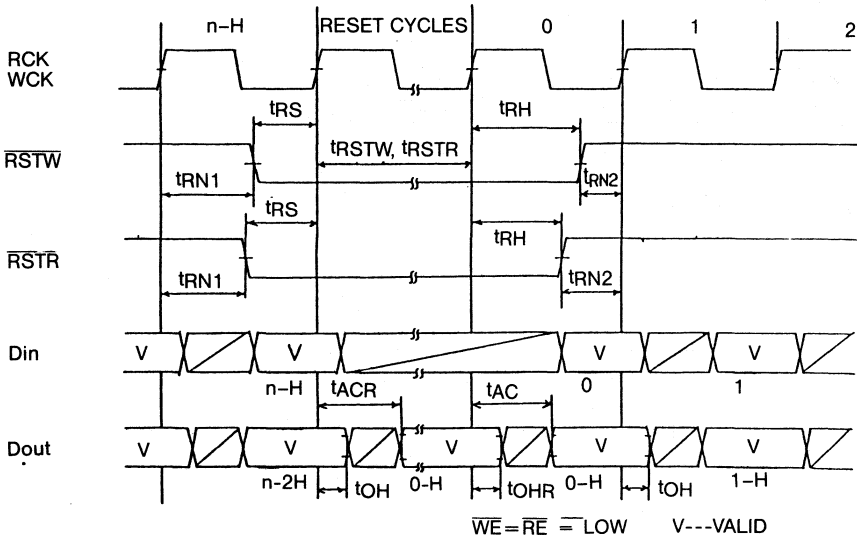 n-H RESET CYCLES 0 1 2
RCK
WCK
tRS tRH
RSTW tRSTW, tRSTR
tRN1 tRN2
tRS tRH
RSTR
tRN1 tRN2
Din V V V V
n-H 0 1
tACR tAC
Dout V V V V V
n-2H tOH 0-H tOHR 0-H tOH 1-H
WE = RE = LOW V---VALID